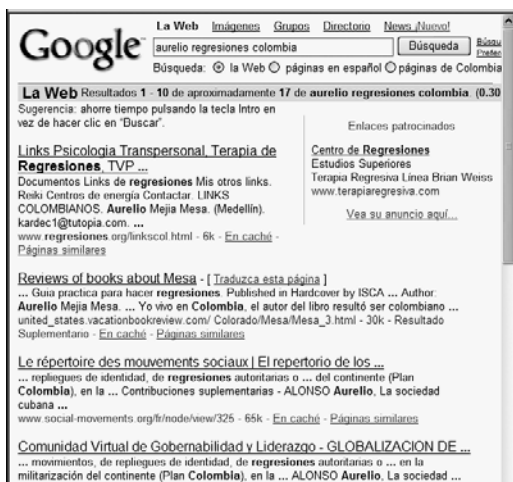 La Web Imágenes Grupos Directorio News ¡Nuevo!
Google
aurelio regresiones colombia
Búsqueda
Búsqueda: la Web páginas en español páginas de Colombia
La Web Resultados 1 - 10 de aproximadamente 17 de aurelio regresiones colombia. (0.30
Sugerencia: ahorre tiempo pulsando la tecla Intro en
vez de hacer clic en "Buscar".
Links Psicologia Transpersonal, Terapia de
Regresiones, TVP ...
Documentos Links de regresiones Mis otros links.
Reiki Centros de energía Contactar. LINKS
COLOMBIANOS. Aurelio Mejia Mesa. (Medellín).
kardec1@tutopia.com. ...
www.regresiones.org/linkscol.html - 6k - En caché -
Páginas similares
Enlaces patrocinados
Centro de Regresiones
Estudios Superiores
Terapia Regresiva Línea Brian Weiss
www.terapiaregresiva.com
Vea su anuncio aquí...
Reviews of books about Mesa - [ Traduzca esta página ]
... Guia practica para hacer regresiones. Published in Hardcover by ISCA ... Author:
Aurelio Mejia Mesa. ... Yo vivo en Colombia, el autor del libro resultó ser colombiano ...
united_states.vacationbookreview.com/ Colorado/Mesa/Mesa_3.html - 30k - Resultado
Suplementario - En caché - Páginas similares
Le répertoire des mouvements sociaux | El repertorio de los ...
... repliegues de identidad, de regresiones autoritarias o ... del continente (Plan
Colombia), en la ... Contribuciones suplementarias - ALONSO Aurelio, La sociedad
cubana ...
www.social-movements.org/fr/node/view/325 - 65k - En caché - Páginas similares
Comunidad Virtual de Gobernabilidad y Liderazgo - GLOBALIZACION DE ...
... movimientos, de repliegues de identidad, de regresiones autoritarias o ... en la
militarización del continente (Plan Colombia), en la ... ALONSO Aurelio, La sociedad ...